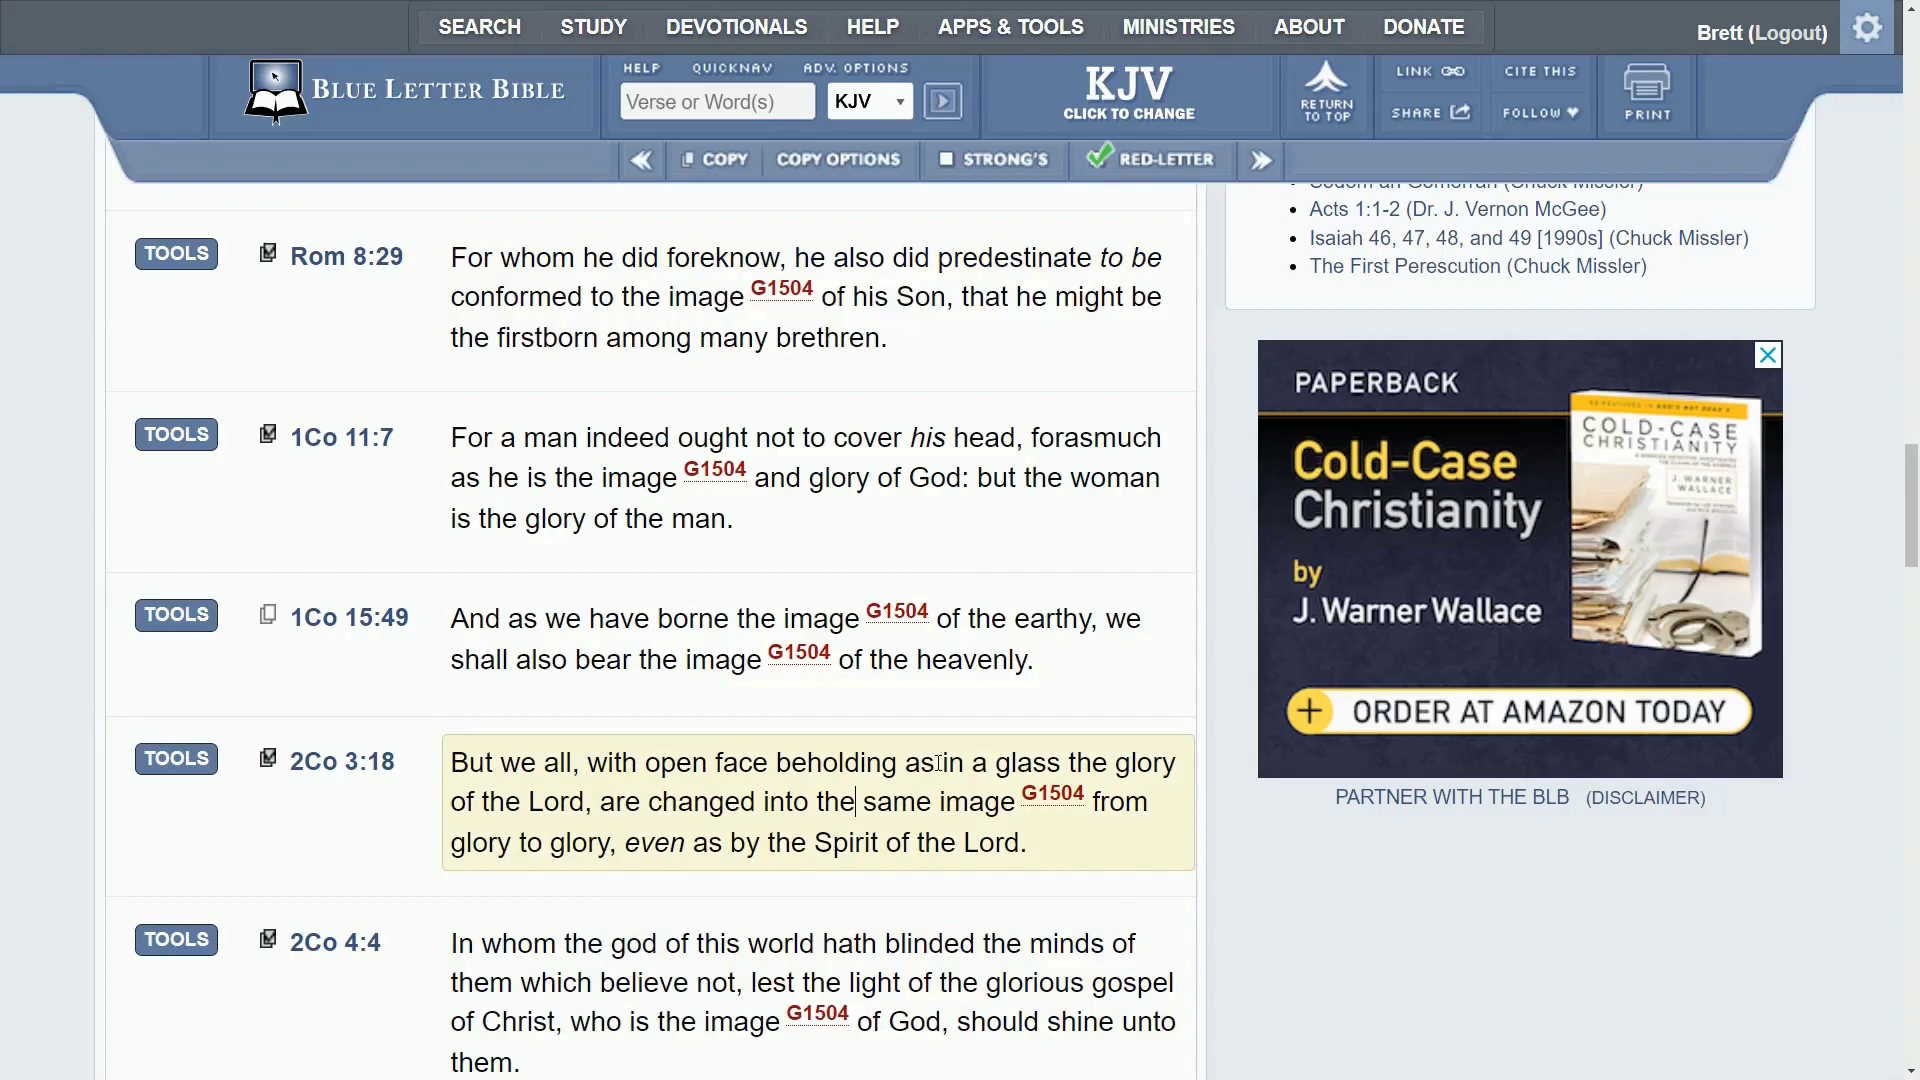 SEARCH STUDY DEVOTIONALS HELP APPS & TOOLS MINISTRIES ABOUT DONATE
Brett (Logout)
BLUE LETTER BIBLE
HELP QUICKNAV ADV. OPTIONS
Verse or Word(s) KJV
KJV
CLICK TO CHANGE
RETURN
TO TOP
LINK CITE THIS
SHARE FOLLOW
PRINT
COPY COPY OPTIONS STRONG'S RED-LETTER
TOOLS Rom 8:29
For whom he did foreknow, he also did predestinate to be
conformed to the image G1504 of his Son, that he might be
the firstborn among many brethren.
TOOLS 1Co 11:7
For a man indeed ought not to cover his head, forasmuch
as he is the image G1504 and glory of God: but the woman
is the glory of the man.
TOOLS 1Co 15:49
And as we have borne the image G1504 of the earthy, we
shall also bear the image G1504 of the heavenly.
TOOLS 2Co 3:18
But we all, with open face beholding as in a glass the glory
of the Lord, are changed into the same image G1504 from
glory to glory, even as by the Spirit of the Lord.
TOOLS 2Co 4:4
In whom the god of this world hath blinded the minds of
them which believe not, lest the light of the glorious gospel
of Christ, who is the image G1504 of God, should shine unto
them.
(Chuck Missler)
Acts 1:1-2 (Dr. J. Vernon McGee)
Isaiah 46, 47, 48, and 49 [1990s] (Chuck Missler)
The First Perescution (Chuck Missler)
PAPERBACK
Cold-Case
Christianity
by
J. Warner Wallace
COLD-CASE
CHRISTIANITY
J. WARNER
WALLACE
ORDER AT AMAZON TODAY
PARTNER WITH THE BLB (DISCLAIMER)